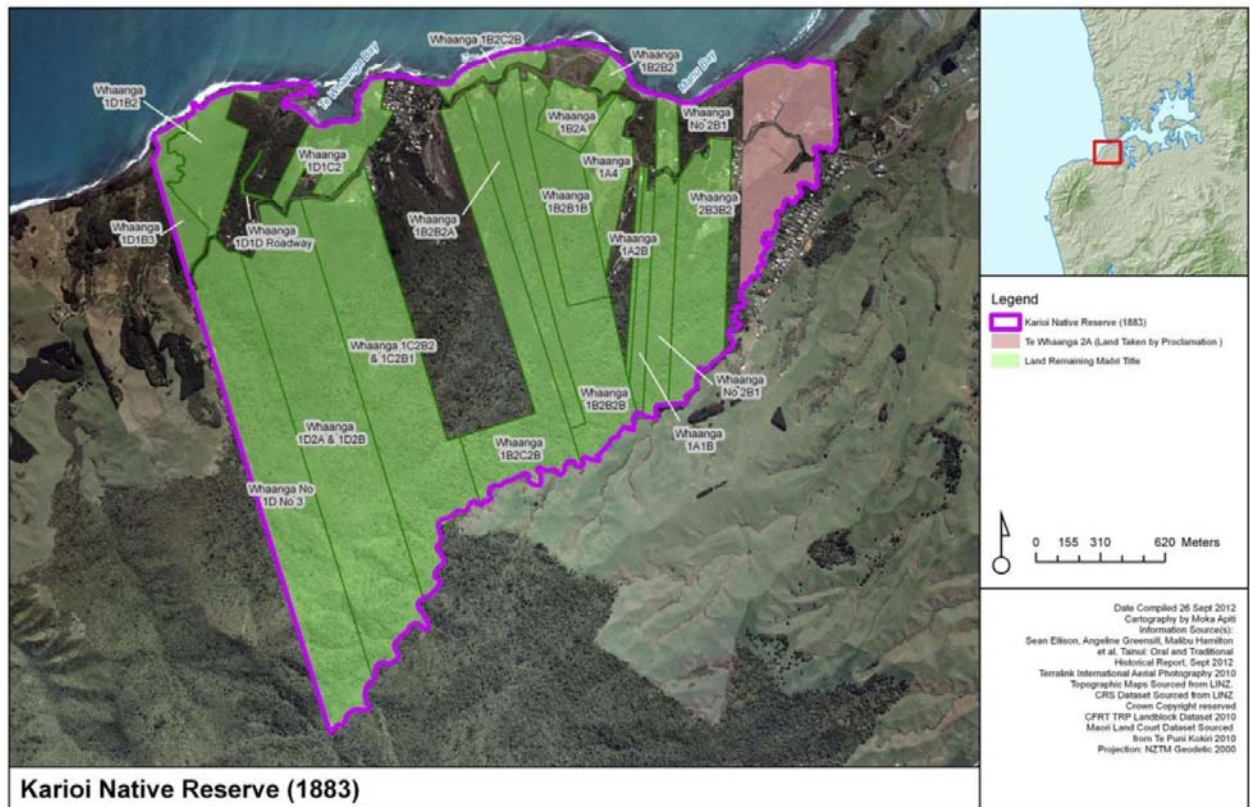 Whaanga 1B2C2B
Whaanga
1B2B2
Te Whaanga Bay
Manu Bay
Whaanga
1D1B2
Whaanga
No 2B1
Whaanga
1B2A
Whaanga
1D1C2
Whaanga
1A4
Whaanga
1B2B1B
Whaanga
2B3B2
Whaanga
1D1B3
Whaanga
1D1D Roadway
Whaanga
1B2B2A
Whaanga
1A2B
Whaanga 1C2B2
& 1C2B1
Whaanga
No 2B1
Whaanga
1B2B2B
Whaanga
1D2A & 1D2B
Whaanga
1B2C2B
Whaanga
1A1B
Whaanga No
1D No 3
Legend
Karioi Native Reserve (1883)
Te Whaanga 2A (Land Taken by Proclamation )
Land Remaining Māori Title
0 155 310 620 Meters
Date Compiled 26 Sept 2012
Cartography by Moka Apiti
Information Source(s):
Sean Ellison, Angeline Greensill, Malibu Hamilton
et al, Tainui: Oral and Traditional
Historical Report, Sept 2012
Terralink International Aerial Photography 2010
Topographic Maps Sourced from LINZ.
CRS Dataset Sourced from LINZ
Crown Copyright reserved
CFRT TRP Landblock Dataset 2010
Maori Land Court Dataset Sourced
from Te Puni Kokiri 2010
Projection: NZTM Geodetic 2000
Karioi Native Reserve (1883)